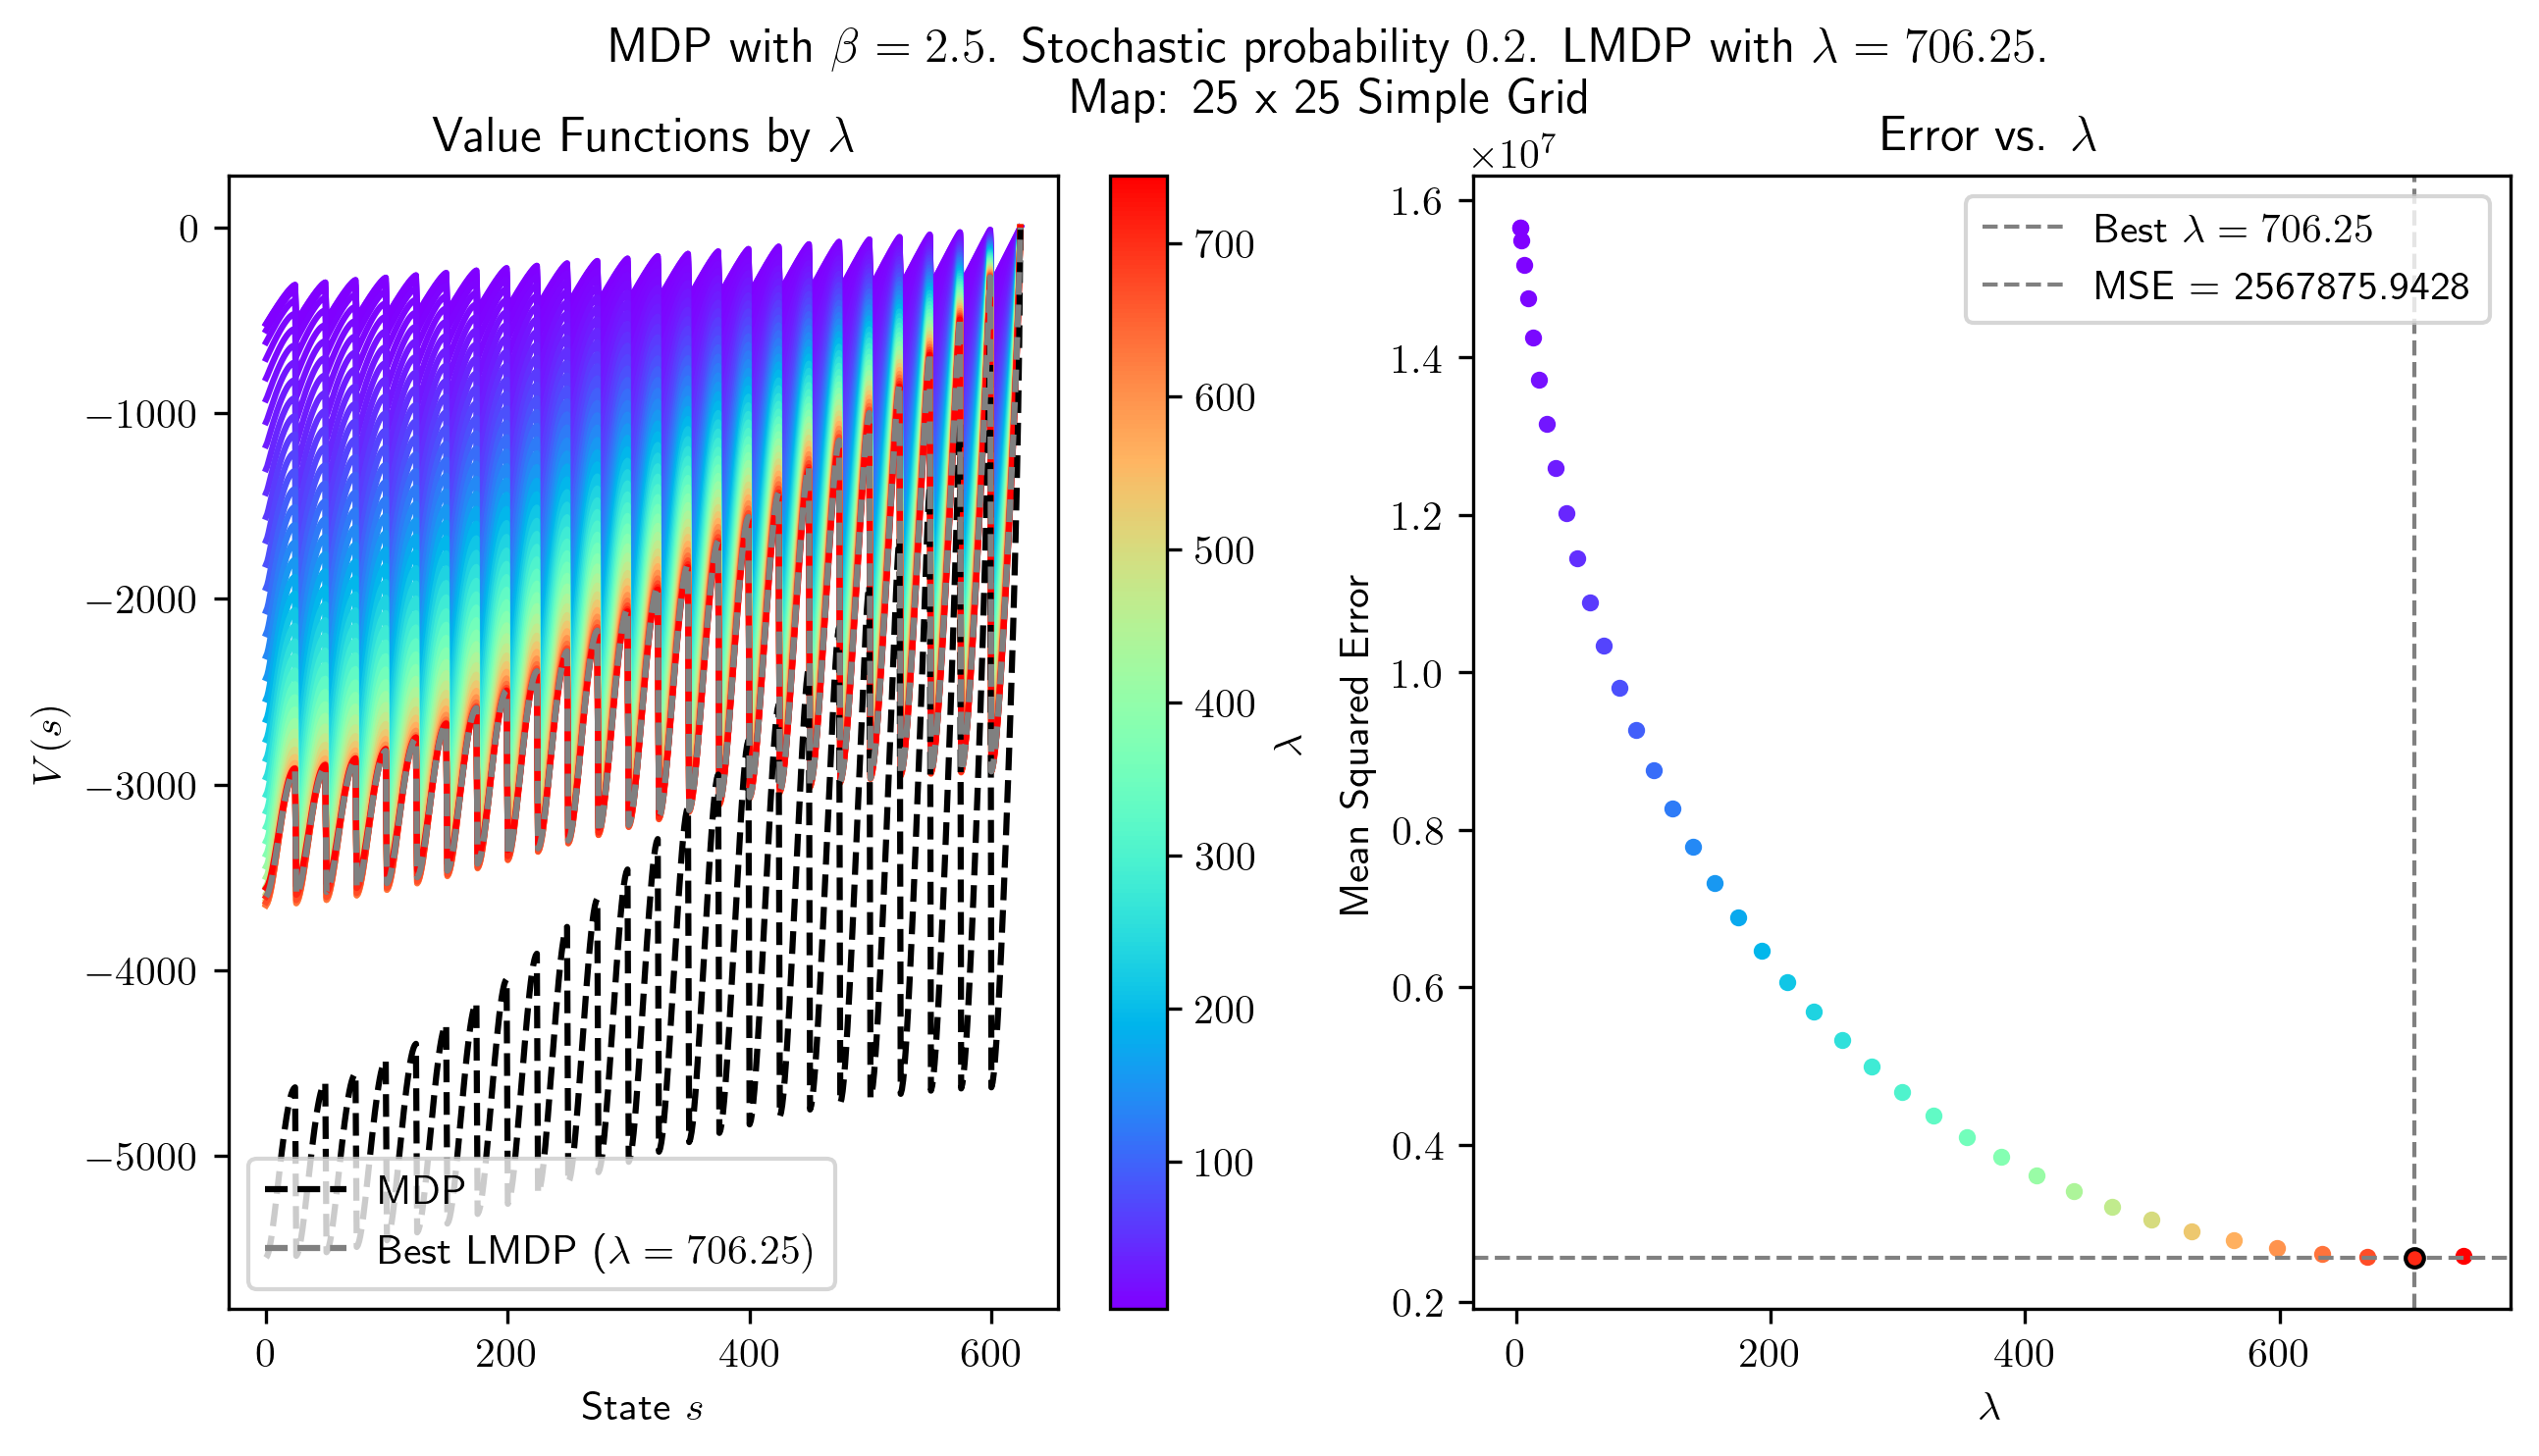 MDP with β = 2.5. Stochastic probability 0.2. LMDP with λ = 706.25.
Map: 25 x 25 Simple Grid
Value Functions by λ
V(s)
0
−1000
−2000
−3000
−4000
−5000
MDP
Best LMDP (λ = 706.25)
0 200 400 600
State s
700
600
500
400
300
200
100
λ
Error vs. λ
×10⁷
Mean Squared Error
1.6
1.4
1.2
1.0
0.8
0.6
0.4
0.2
Best λ = 706.25
MSE = 2567875.9428
0 200 400 600
λ